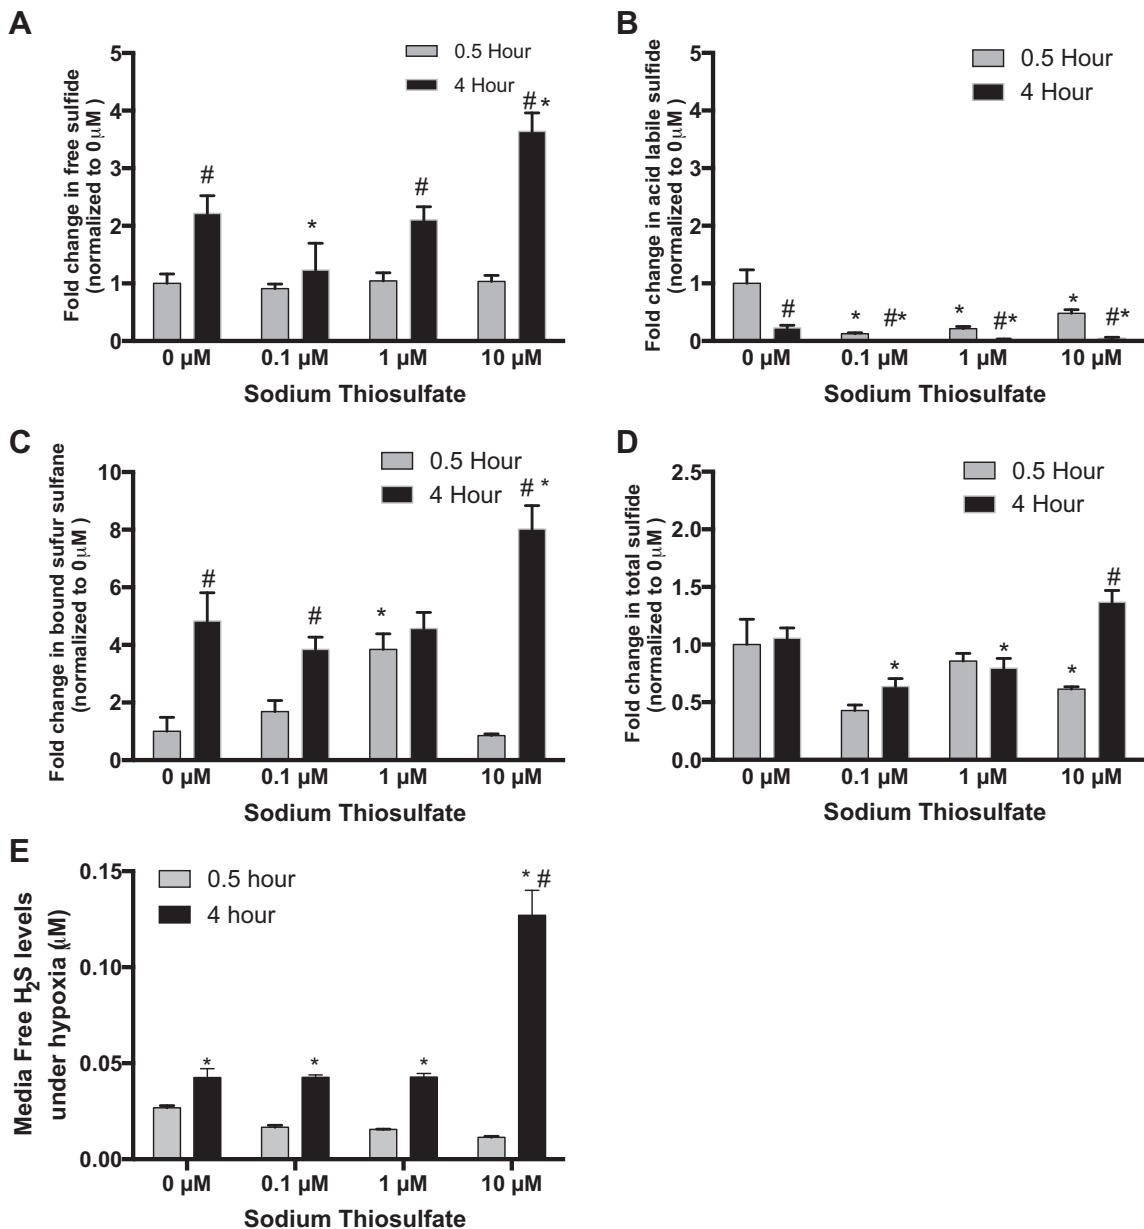 A
Fold change in free sulfide
(normalized to 0µM )
5
4
3
2
1
0
0.5 Hour
4 Hour
#
*
#
# *
0 µM 0.1 µM 1 µM 10 µM
Sodium Thiosulfate
B
Fold change in acid labile sulfide
(normalized to 0µM )
5
4
3
2
1
0
0.5 Hour
4 Hour
#
* #*
* #*
* #*
0 µM 0.1 µM 1 µM 10 µM
Sodium Thiosulfate
C
Fold change in bound sufur sulfane
(normalized to 0µM )
10
8
6
4
2
0
0.5 Hour
4 Hour
#
#
*
# *
0 µM 0.1 µM 1 µM 10 µM
Sodium Thiosulfate
D
Fold change in total sulfide
(normalized to 0µM )
2.5
2.0
1.5
1.0
0.5
0.0
0.5 Hour
4 Hour
*
*
*
#
0 µM 0.1 µM 1 µM 10 µM
Sodium Thiosulfate
E
Media Free H2S levels
under hypoxia (µM)
0.15
0.10
0.05
0.00
0.5 hour
4 hour
*
*
*
* #
0 µM 0.1 µM 1 µM 10 µM
Sodium Thiosulfate